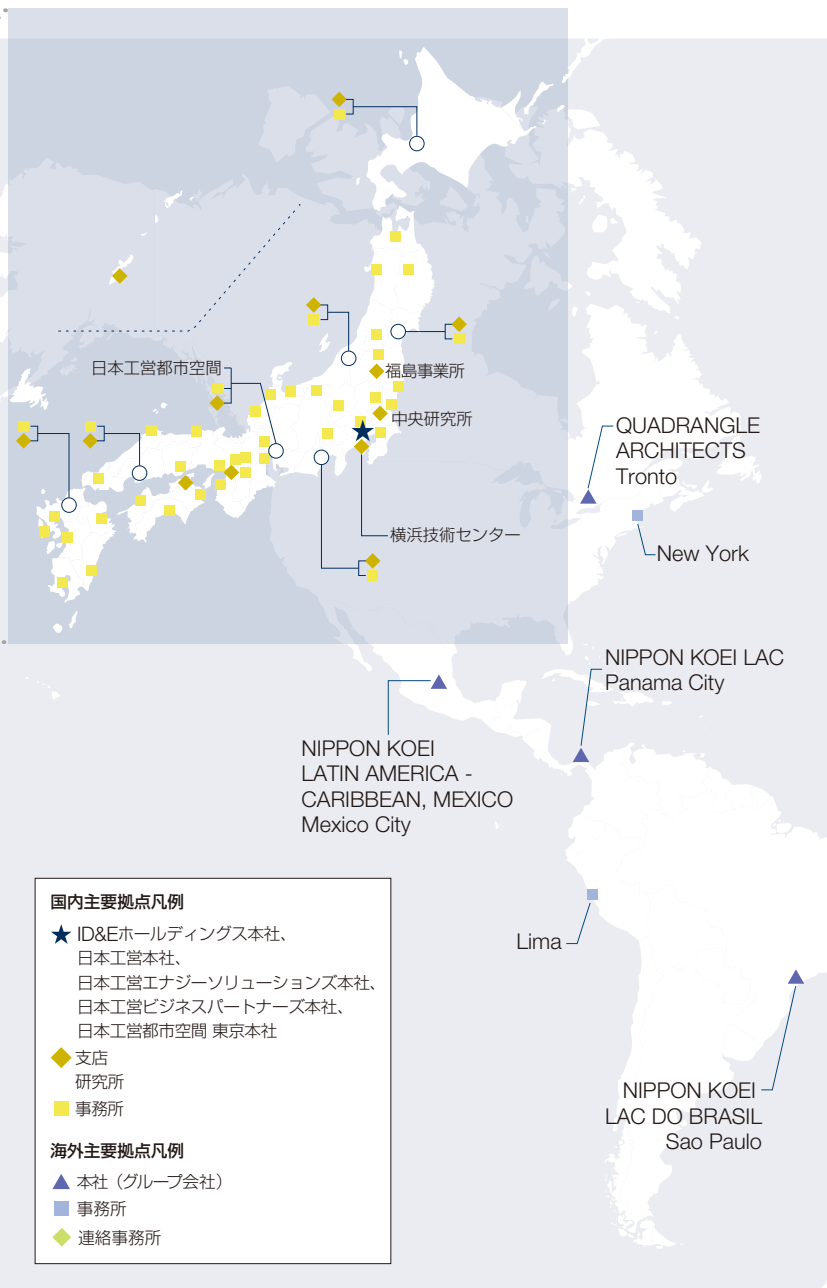 日本工営都市空間
福島事業所
中央研究所
横浜技術センター
QUADRANGLE
ARCHITECTS
Tronto
New York
NIPPON KOEI LAC
Panama City
NIPPON KOEI
LATIN AMERICA -
CARIBBEAN, MEXICO
Mexico City
Lima
NIPPON KOEI
LAC DO BRASIL
Sao Paulo
国内主要拠点凡例
ID&Eホールディングス本社、
日本工営本社、
日本工営エナジーソリューションズ本社、
日本工営ビジネスパートナーズ本社、
日本工営都市空間 東京本社
支店
研究所
事務所
海外主要拠点凡例
本社（グループ会社）
事務所
連絡事務所